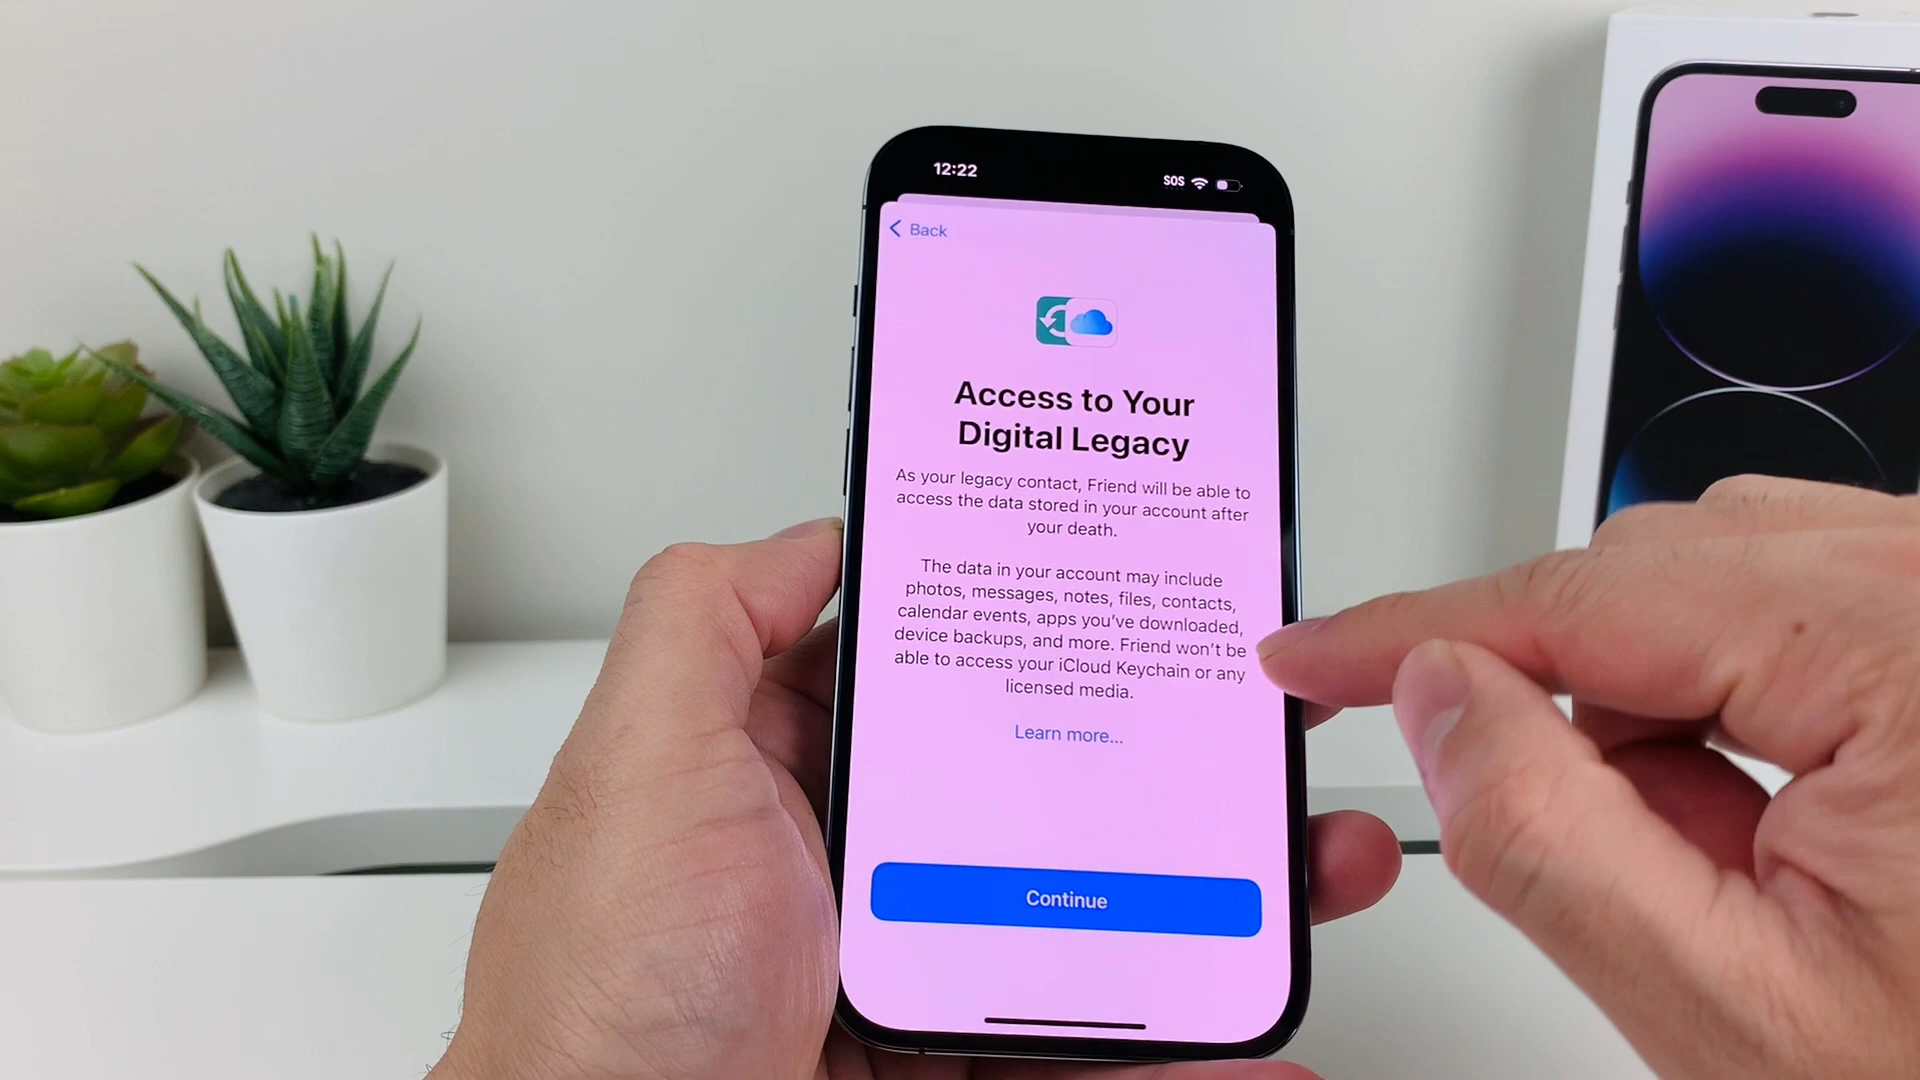 12:22
SOS
Back
Access to Your
Digital Legacy
As your legacy contact, Friend will be able to
access the data stored in your account after
your death.
The data in your account may include
photos, messages, notes, files, contacts,
calendar events, apps you’ve downloaded,
device backups, and more. Friend won’t be
able to access your iCloud Keychain or any
licensed media.
Learn more...
Continue